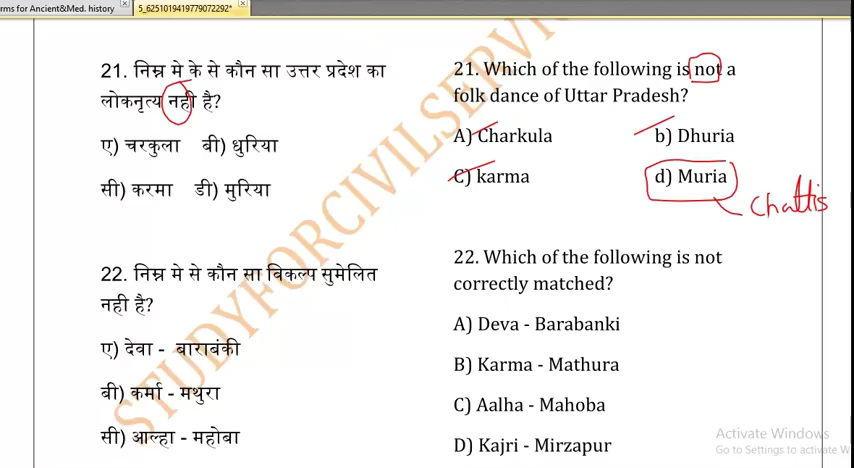 rms for Ancient&Med. history
5_6251019419779072292*
21. निम्न मे के से कौन सा उत्तर प्रदेश का
लोकनृत्य नही है?
ए) चरकुला बी) धुरिया
सी) करमा डी) मुरिया
22. निम्न मे से कौन सा विकल्प सुमेलित
नही है?
ए) देवा - बाराबंकी
बी) कर्मा - मथुरा
सी) आल्हा - महोबा
21. Which of the following is not a
folk dance of Uttar Pradesh?
A) Charkula b) Dhuria
C) karma d) Muria
Chattis
22. Which of the following is not
correctly matched?
A) Deva - Barabanki
B) Karma - Mathura
C) Aalha - Mahoba
D) Kajri - Mirzapur
STUDYFORCIVILSERVICE
Activate Windows
Go to Settings to activate W